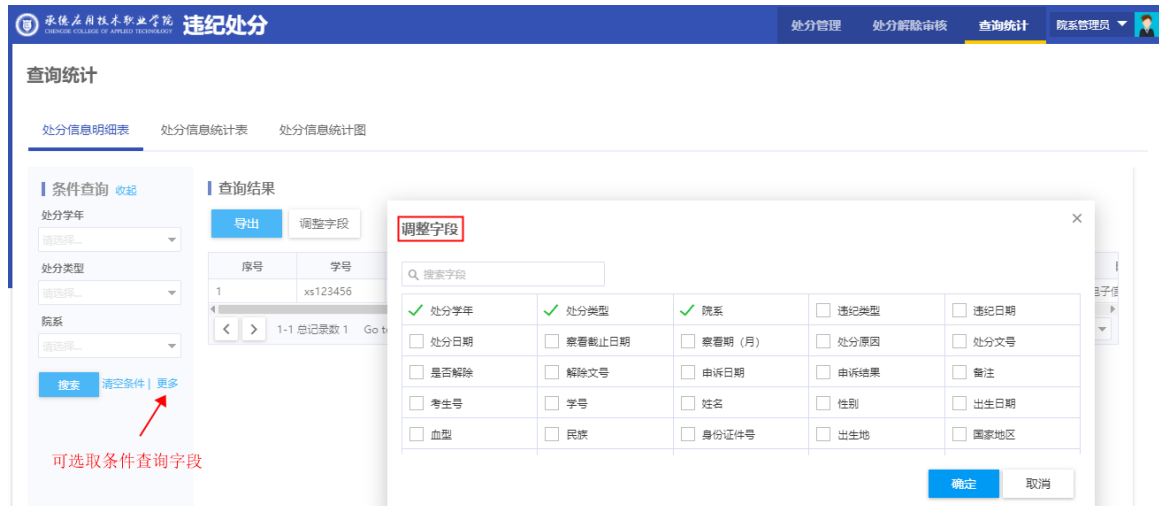 承德应用技术职业学院 违纪处分 处分管理 处分解除审核 查询统计 院系管理员
CHENGDE COLLEGE OF APPLIED TECHNOLOGY
查询统计
处分信息明细表 处分信息统计表 处分信息统计图
条件查询 收起
处分学年
请选择...
处分类型
请选择...
院系
请选择...
搜索 清空条件 | 更多
可选取条件查询字段
查询结果
导出 调整字段
序号 学号
1 xs123456
1-1 总记录数 1 Go to
调整字段
搜索字段
处分学年 处分类型 院系 违纪类型 违纪日期
处分日期 察看截止日期 察看期（月） 处分原因 处分文号
是否解除 解除文号 申诉日期 申诉结果 备注
考生号 学号 姓名 性别 出生日期
血型 民族 身份证件号 出生地 国家地区
确定 取消